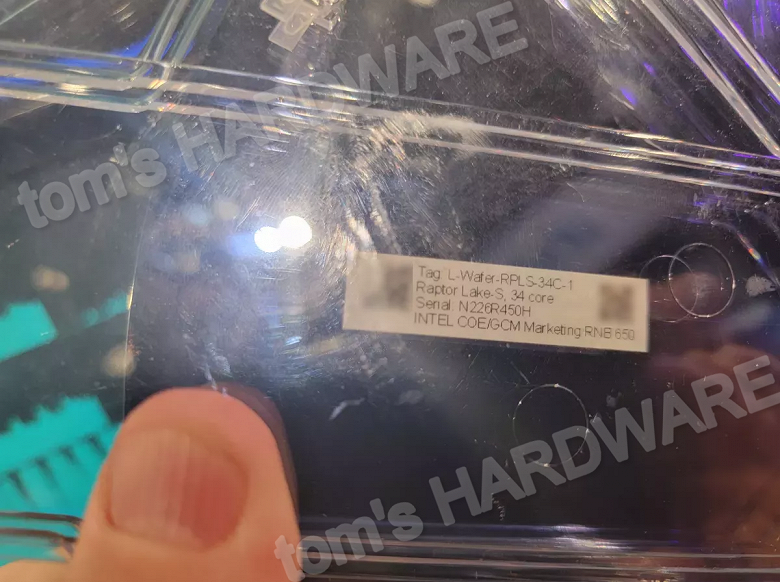 tom's HARDWARE
Tag: L-Wafer-RPLS-34C-1
Raptor Lake-S, 34 core
Serial: N226R450H
INTEL COE/GCM Marketing RNB 650
tom's HARDWARE